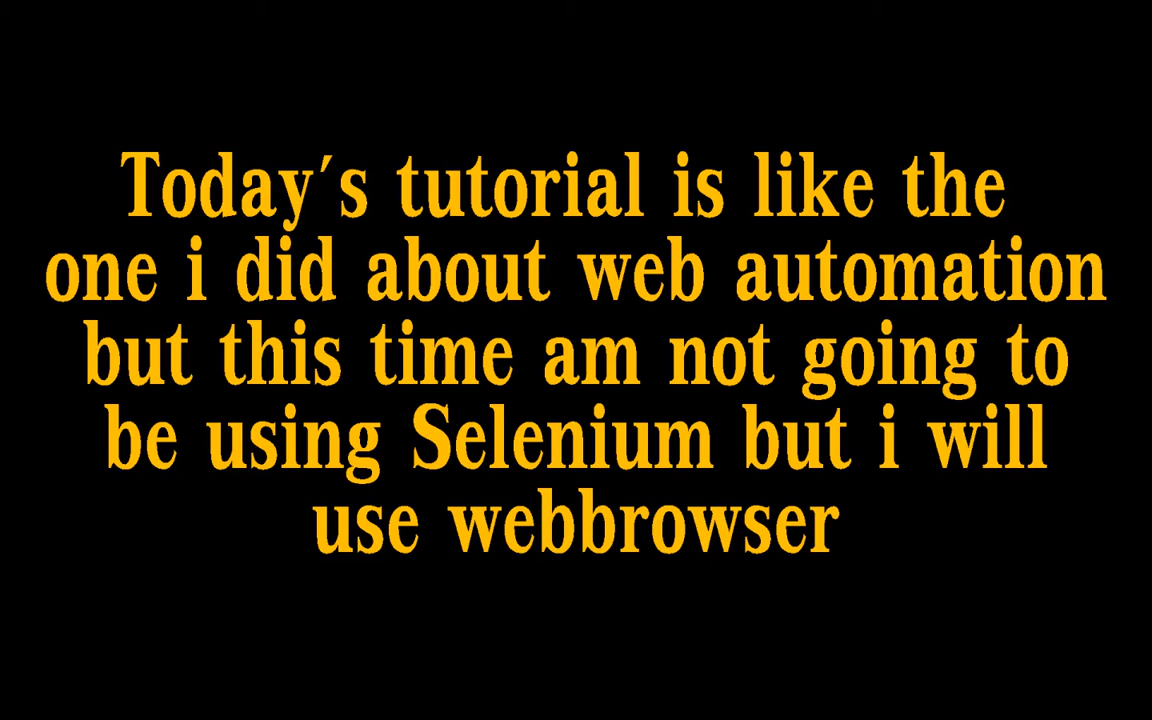 Today's tutorial is like the
one i did about web automation
but this time am not going to
be using Selenium but i will
use webbrowser